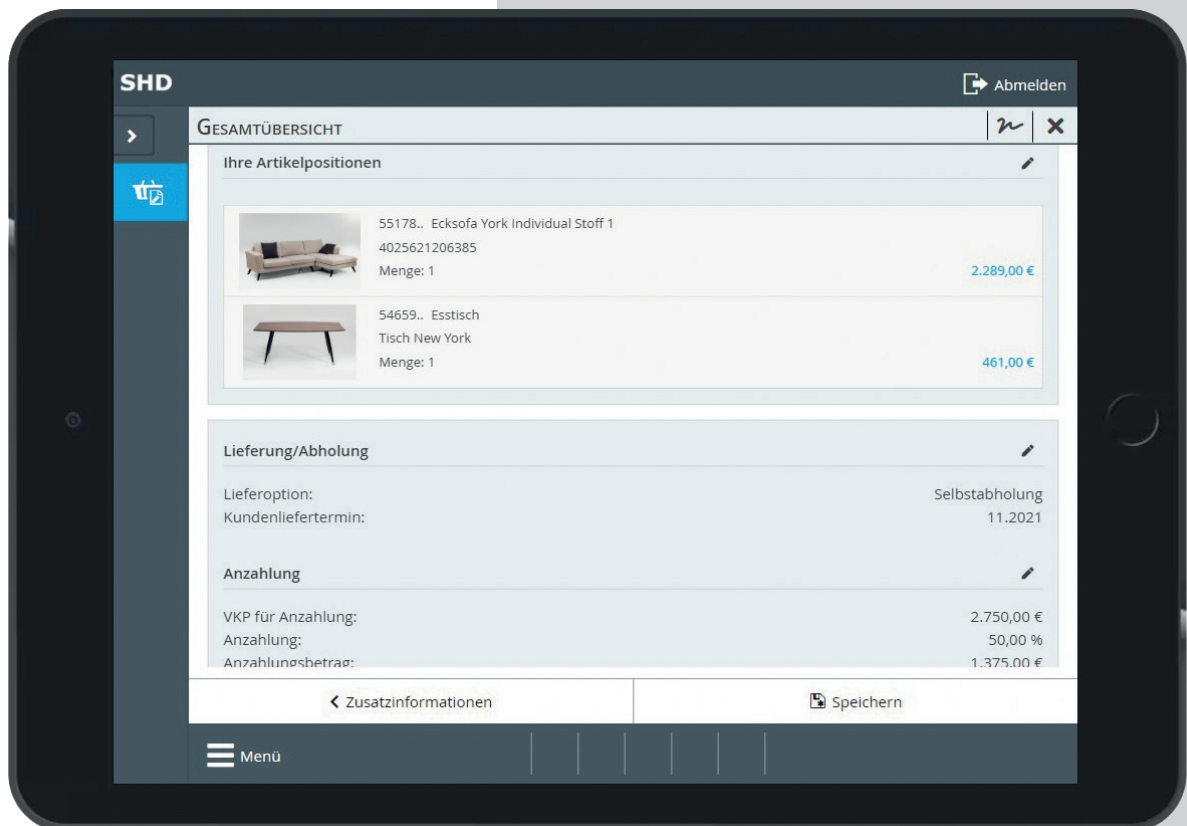 SHD
Abmelden
GESAMTÜBERSICHT
Ihre Artikelpositionen
55178.. Ecksofa York Individual Stoff 1
4025621206385
Menge: 1
2.289,00 €
54659.. Esstisch
Tisch New York
Menge: 1
461,00 €
Lieferung/Abholung
Lieferoption: Selbstabholung
Kundenliefertermin: 11.2021
Anzahlung
VKP für Anzahlung: 2.750,00 €
Anzahlung: 50,00 %
Anzahlungsbetrag: 1.375,00 €
Zusatzinformationen
Speichern
Menü